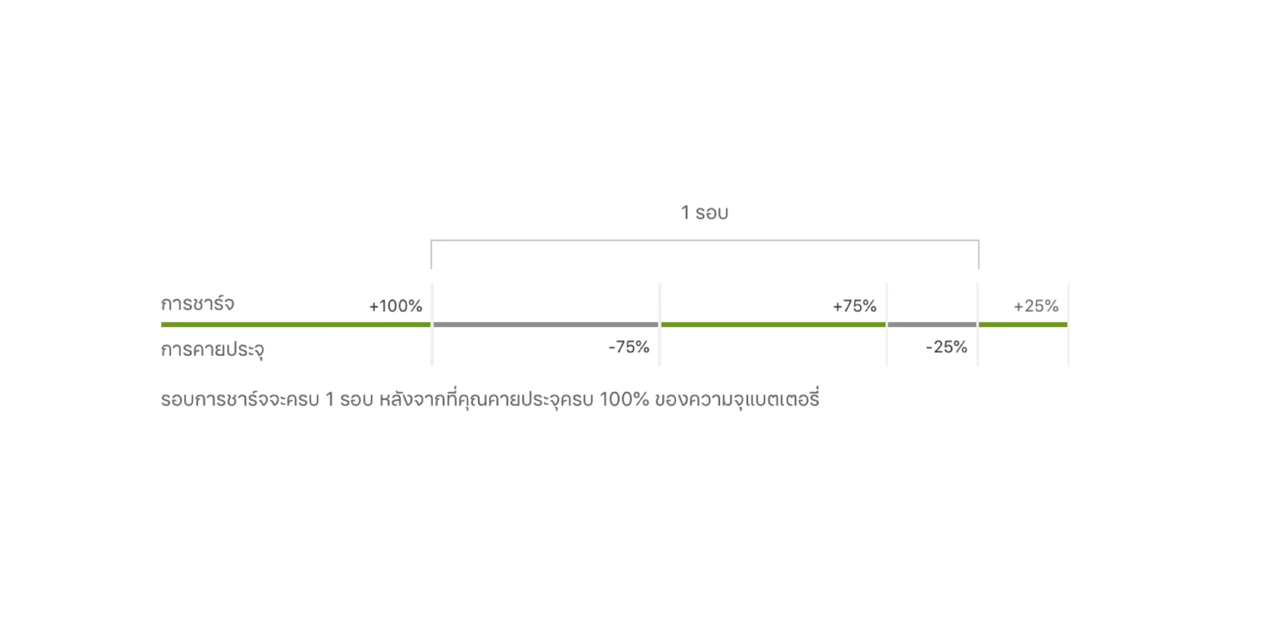 1 รอบ
การชาร์จ +100% +75% +25%
การคายประจุ -75% -25%
รอบการชาร์จจะครบ 1 รอบ หลังจากที่คุณคายประจุครบ 100% ของความจุแบตเตอรี่